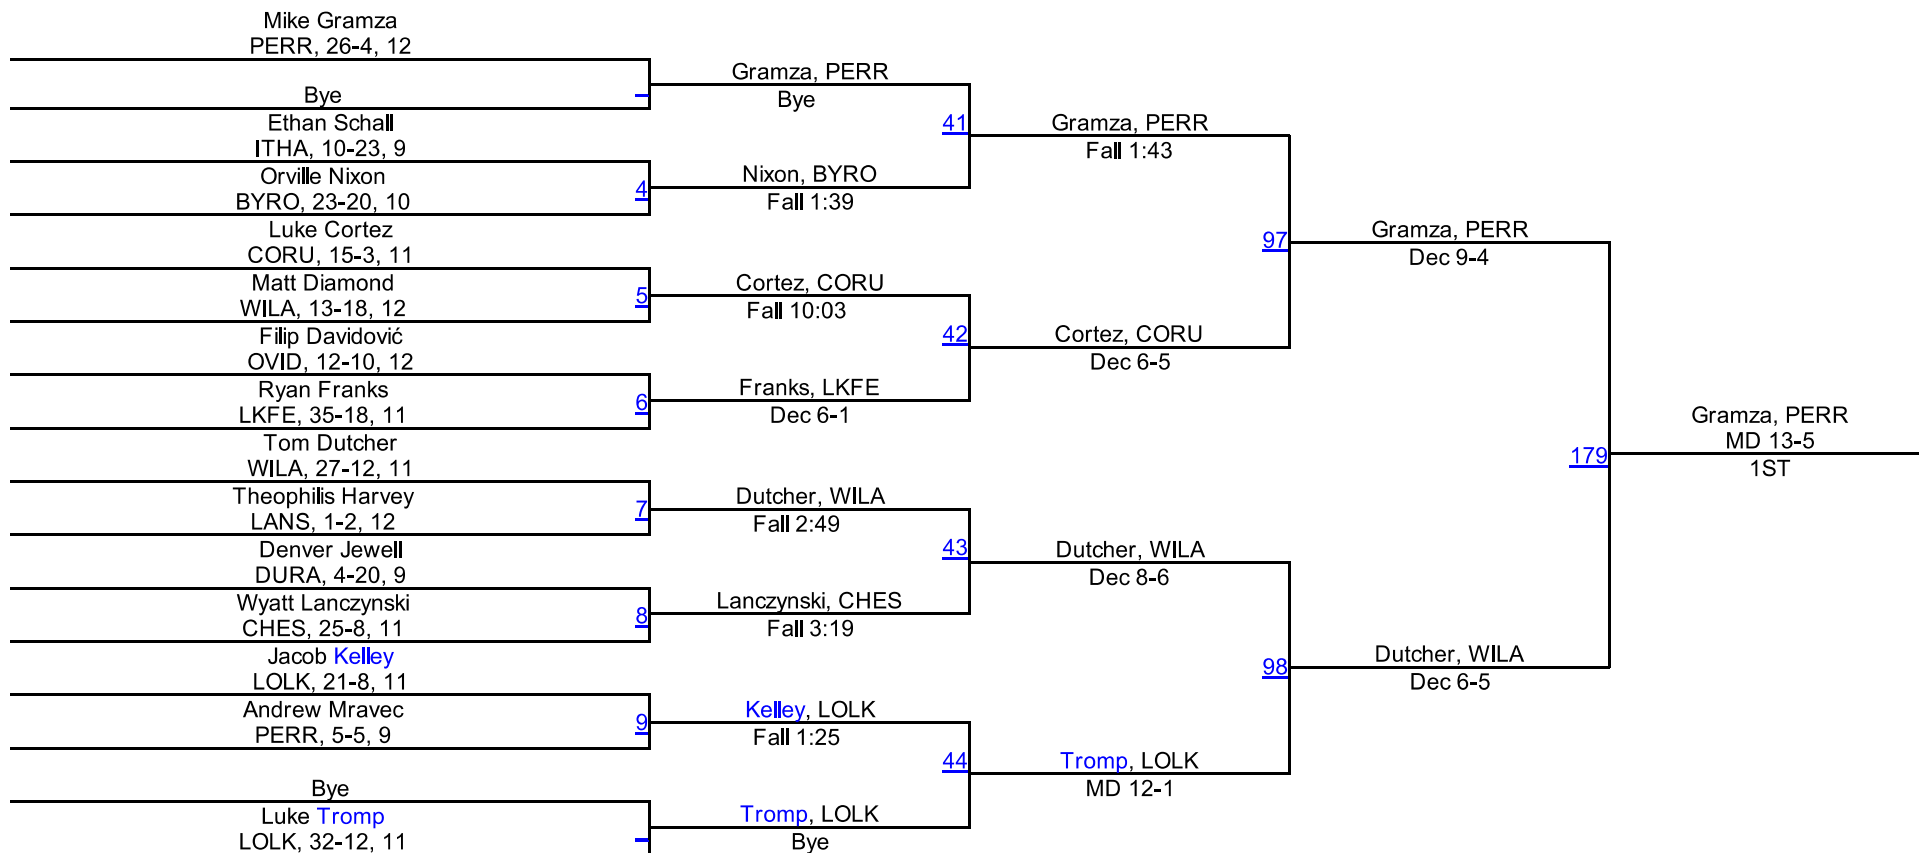 Mike Gramza
PERR, 26-4, 12
Bye
Ethan Schall
ITHA, 10-23, 9
Orville Nixon
BYRO, 23-20, 10
Luke Cortez
CORU, 15-3, 11
Matt Diamond
WILA, 13-18, 12
Filip Davidović
OVID, 12-10, 12
Ryan Franks
LKFE, 35-18, 11
Tom Dutcher
WILA, 27-12, 11
Theophilis Harvey
LANS, 1-2, 12
Denver Jewell
DURA, 4-20, 9
Wyatt Lanczynski
CHES, 25-8, 11
Jacob Kelley
LOLK, 21-8, 11
Andrew Mravec
PERR, 5-5, 9
Bye
Luke Tromp
LOLK, 32-12, 11
Gramza, PERR
Bye
4
Nixon, BYRO
Fall 1:39
5
Cortez, CORU
Fall 10:03
6
Franks, LKFE
Dec 6-1
7
Dutcher, WILA
Fall 2:49
8
Lanczynski, CHES
Fall 3:19
9
Kelley, LOLK
Fall 1:25
Tromp, LOLK
Bye
41
Gramza, PERR
Fall 1:43
42
Cortez, CORU
Dec 6-5
43
Dutcher, WILA
Dec 8-6
44
Tromp, LOLK
MD 12-1
97
Gramza, PERR
Dec 9-4
98
Dutcher, WILA
Dec 6-5
179
Gramza, PERR
MD 13-5
1ST